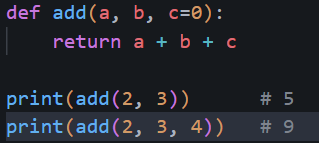 def add(a, b, c=0):
    return a + b + c

print(add(2, 3))       # 5
print(add(2, 3, 4))    # 9